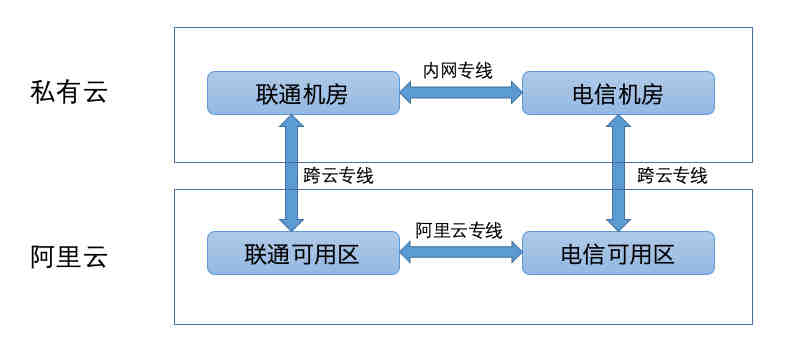 内网专线
私有云
联通机房
电信机房
跨云专线
跨云专线
阿里云专线
阿里云
联通可用区
电信可用区